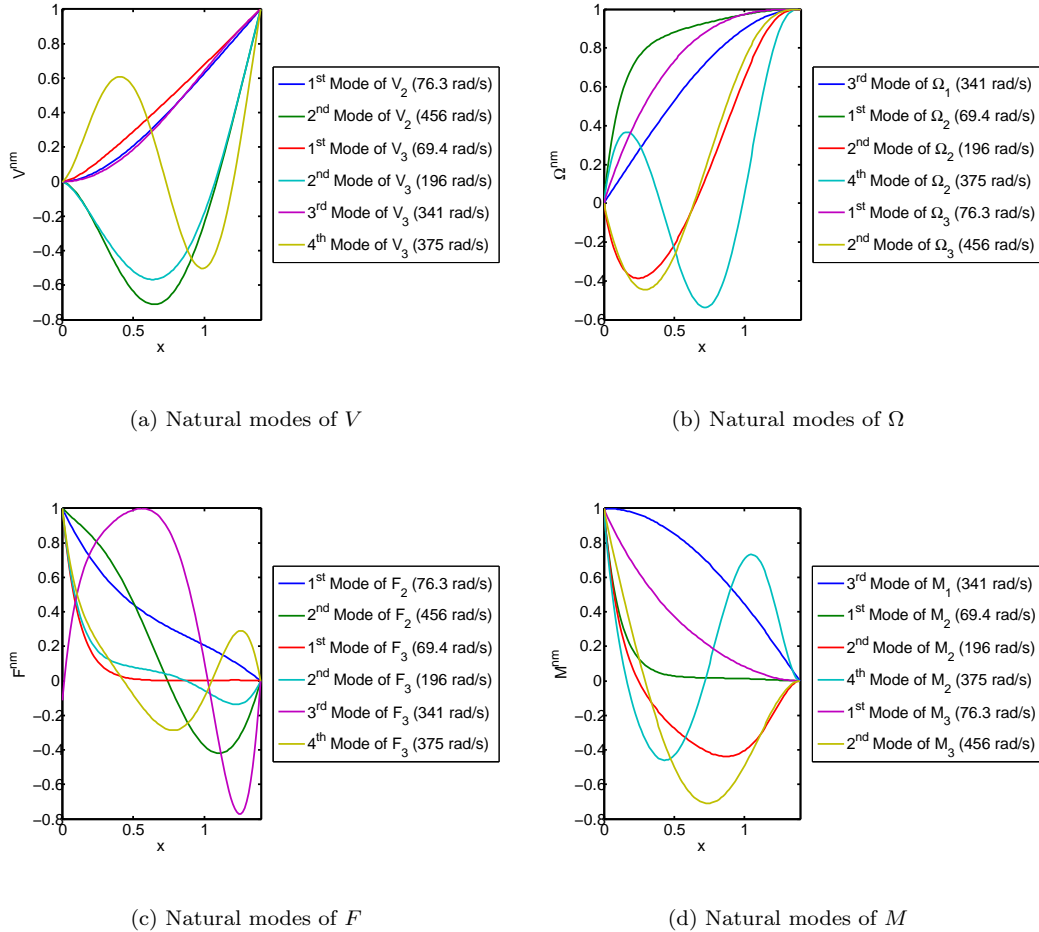 1
0.8
0.6
0.4
0.2
0
−0.2
−0.4
−0.6
−0.8
0
0.5
1
x
V^nm
1^st Mode of V_2 (76.3 rad/s)
2^nd Mode of V_2 (456 rad/s)
1^st Mode of V_3 (69.4 rad/s)
2^nd Mode of V_3 (196 rad/s)
3^rd Mode of V_3 (341 rad/s)
4^th Mode of V_3 (375 rad/s)
(a) Natural modes of V
1
0.8
0.6
0.4
0.2
0
−0.2
−0.4
−0.6
0
0.5
1
x
Ω^nm
3^rd Mode of Ω_1 (341 rad/s)
1^st Mode of Ω_2 (69.4 rad/s)
2^nd Mode of Ω_2 (196 rad/s)
4^th Mode of Ω_2 (375 rad/s)
1^st Mode of Ω_3 (76.3 rad/s)
2^nd Mode of Ω_3 (456 rad/s)
(b) Natural modes of Ω
1
0.8
0.6
0.4
0.2
0
−0.2
−0.4
−0.6
−0.8
0
0.5
1
x
F^nm
1^st Mode of F_2 (76.3 rad/s)
2^nd Mode of F_2 (456 rad/s)
1^st Mode of F_3 (69.4 rad/s)
2^nd Mode of F_3 (196 rad/s)
3^rd Mode of F_3 (341 rad/s)
4^th Mode of F_3 (375 rad/s)
(c) Natural modes of F
1
0.8
0.6
0.4
0.2
0
−0.2
−0.4
−0.6
−0.8
0
0.5
1
x
M^nm
3^rd Mode of M_1 (341 rad/s)
1^st Mode of M_2 (69.4 rad/s)
2^nd Mode of M_2 (196 rad/s)
4^th Mode of M_2 (375 rad/s)
1^st Mode of M_3 (76.3 rad/s)
2^nd Mode of M_3 (456 rad/s)
(d) Natural modes of M